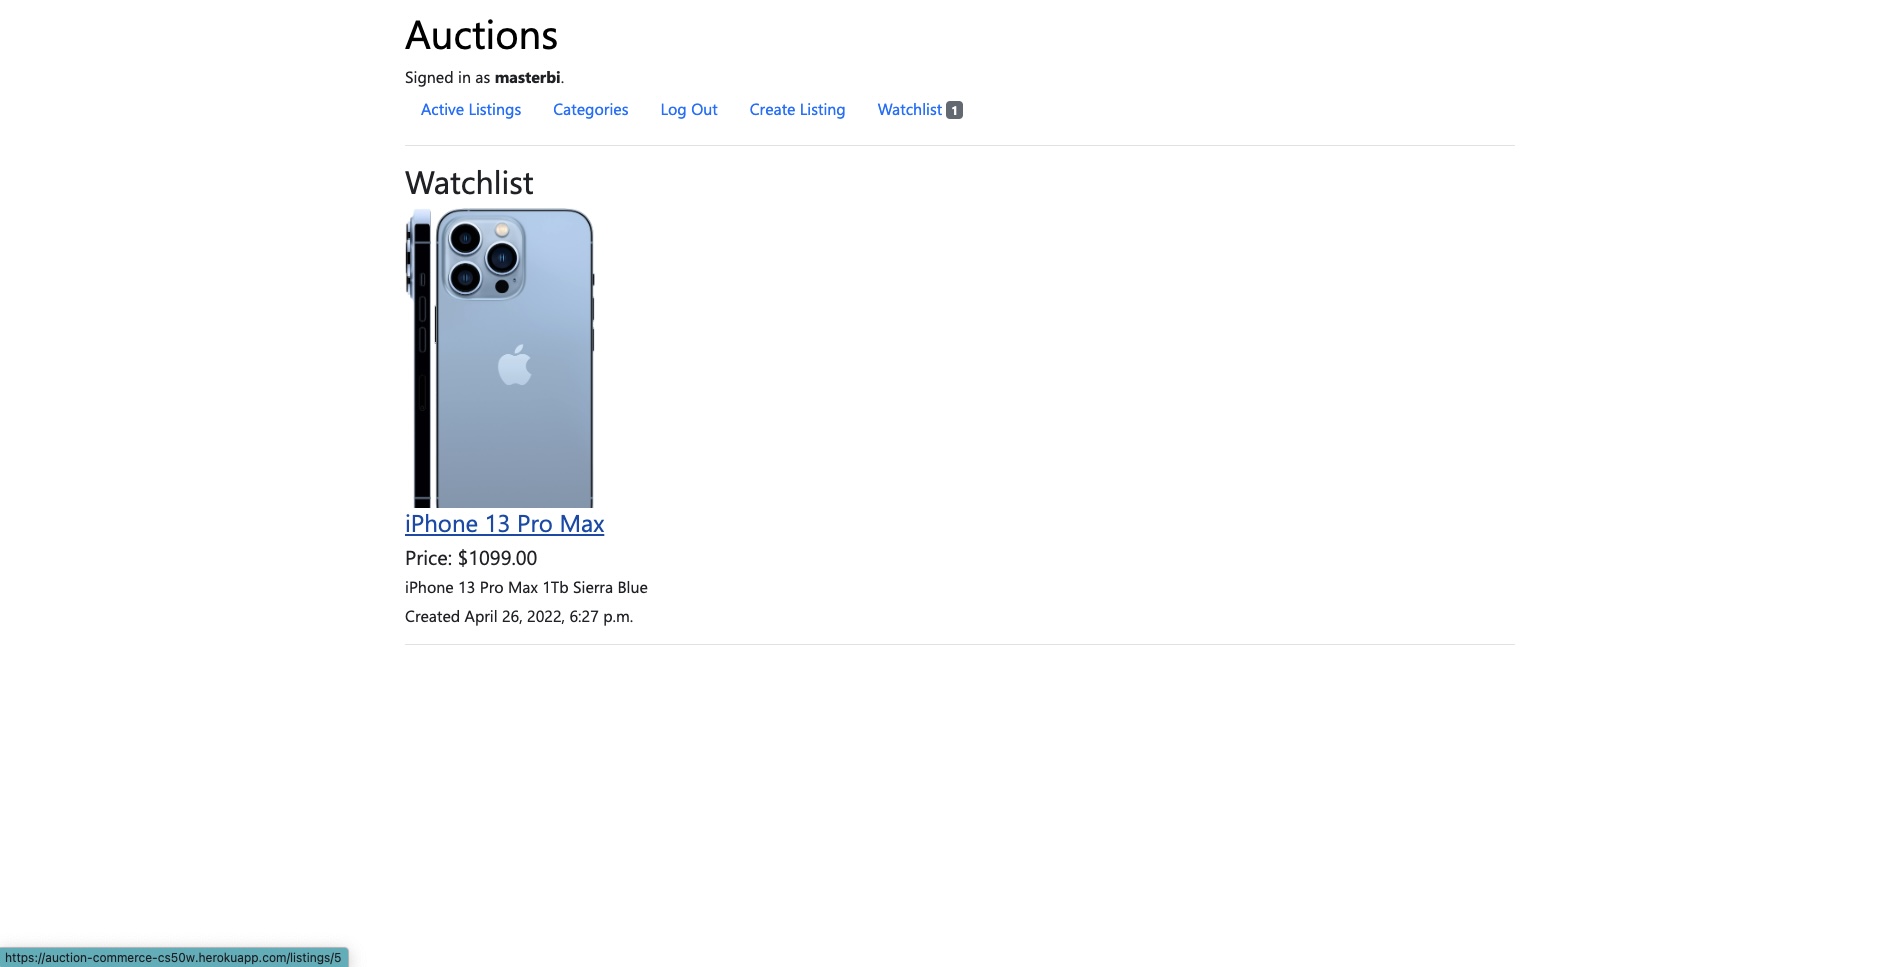 Auctions
Signed in as masterbi.
Active Listings Categories Log Out Create Listing Watchlist 1
Watchlist
iPhone 13 Pro Max
Price: $1099.00
iPhone 13 Pro Max 1Tb Sierra Blue
Created April 26, 2022, 6:27 p.m.
https://auction-commerce-cs50w.herokuapp.com/listings/5